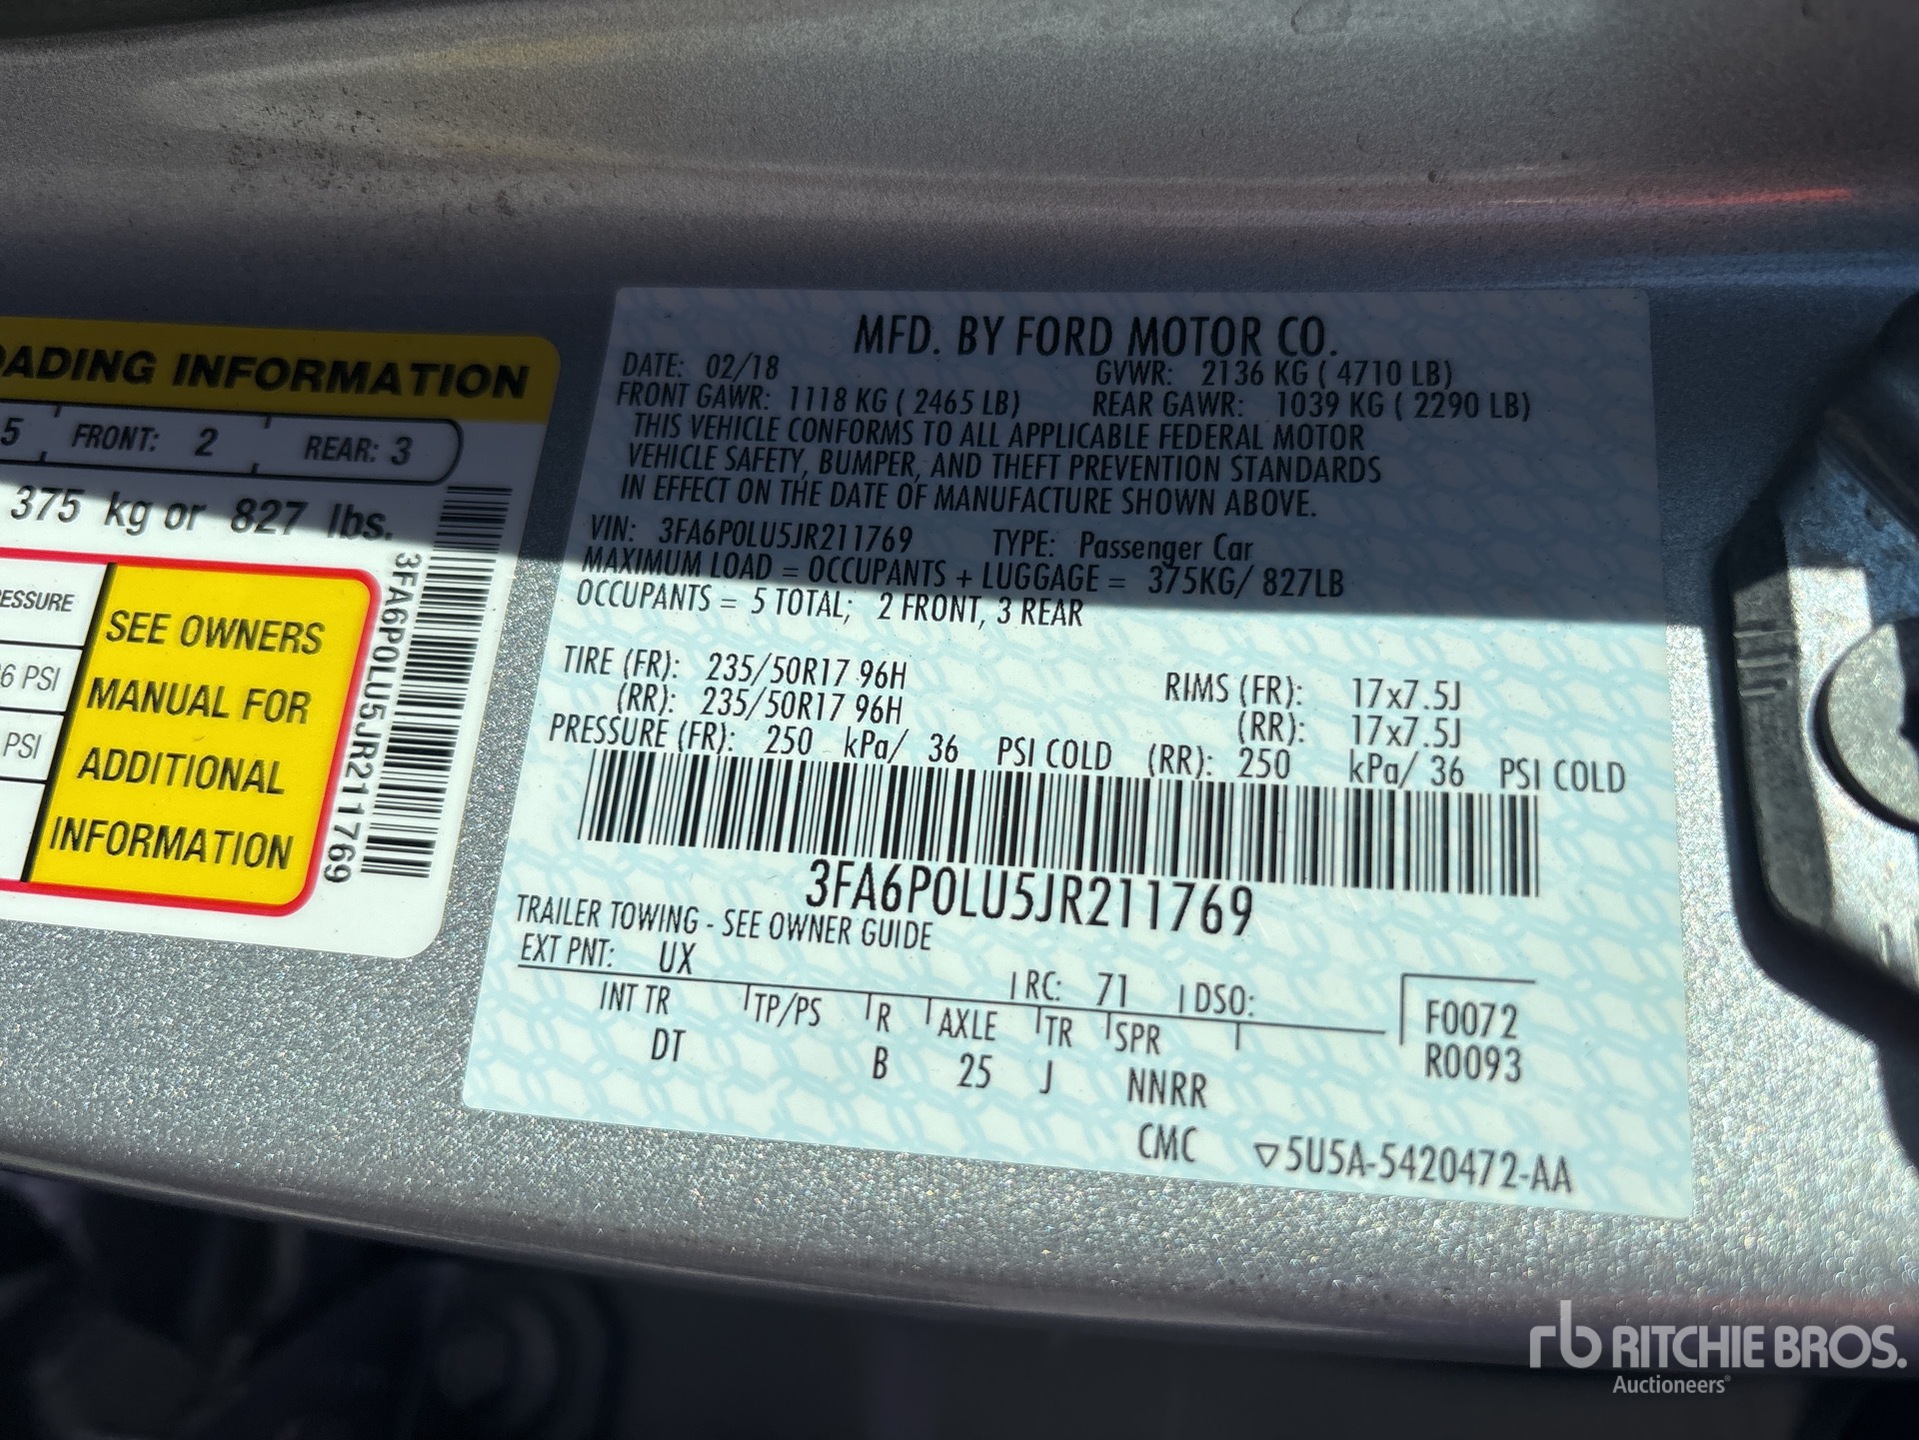 ADING INFORMATION
5 FRONT: 2 REAR: 3
375 kg or 827 lbs.
ESSURE
6 PSI
PSI
SEE OWNERS
MANUAL FOR
ADDITIONAL
INFORMATION
3FA6P0LU5JR211769
MFD. BY FORD MOTOR CO.
DATE: 02/18 GVWR: 2136 KG ( 4710 LB)
FRONT GAWR: 1118 KG ( 2465 LB) REAR GAWR: 1039 KG ( 2290 LB)
THIS VEHICLE CONFORMS TO ALL APPLICABLE FEDERAL MOTOR
VEHICLE SAFETY, BUMPER, AND THEFT PREVENTION STANDARDS
IN EFFECT ON THE DATE OF MANUFACTURE SHOWN ABOVE.
VIN: 3FA6P0LU5JR211769 TYPE: Passenger Car
MAXIMUM LOAD = OCCUPANTS + LUGGAGE = 375KG/ 827LB
OCCUPANTS = 5 TOTAL; 2 FRONT, 3 REAR
TIRE (FR): 235/50R17 96H RIMS (FR): 17x7.5J
(RR): 235/50R17 96H (RR): 17x7.5J
PRESSURE (FR): 250 kPa/ 36 PSI COLD (RR): 250 kPa/ 36 PSI COLD
3FA6P0LU5JR211769
TRAILER TOWING - SEE OWNER GUIDE
EXT PNT: UX RC: 71 DSO:
INT TR TP/PS R AXLE TR SPR F0072
DT B 25 J NNRR R0093
CMC ▽5U5A-5420472-AA
rb RITCHIE BROS.
Auctioneers®